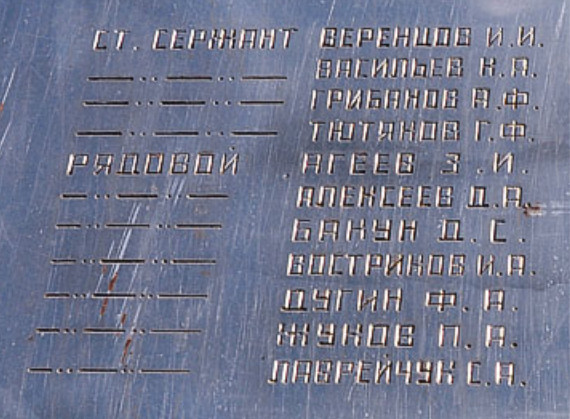 СТ. СЕРЖАНТ ВЕРЕНЦОВ И.И.
—— ·· —— ·· —— ВАСИЛЬЕВ К.А.
—— ·· —— ·· —— ГРИБАНОВ А.Ф.
—— ·· —— ·· —— ТЮТЯКОВ Г.Ф.
РЯДОВОЙ АГЕЕВ З.И.
—— ·· —— ·· —— АЛЕКСЕЕВ Д.А.
—— ·· —— ·· —— БАКУН Д.С.
—— ·· —— ·· —— ВОСТРИКОВ И.А.
—— ·· —— ·· —— ДУГИН Ф.А.
—— ·· —— ·· —— ЖУКОВ П.А.
—— ·· —— ·· —— ЛАВРЕЙЧУК С.А.